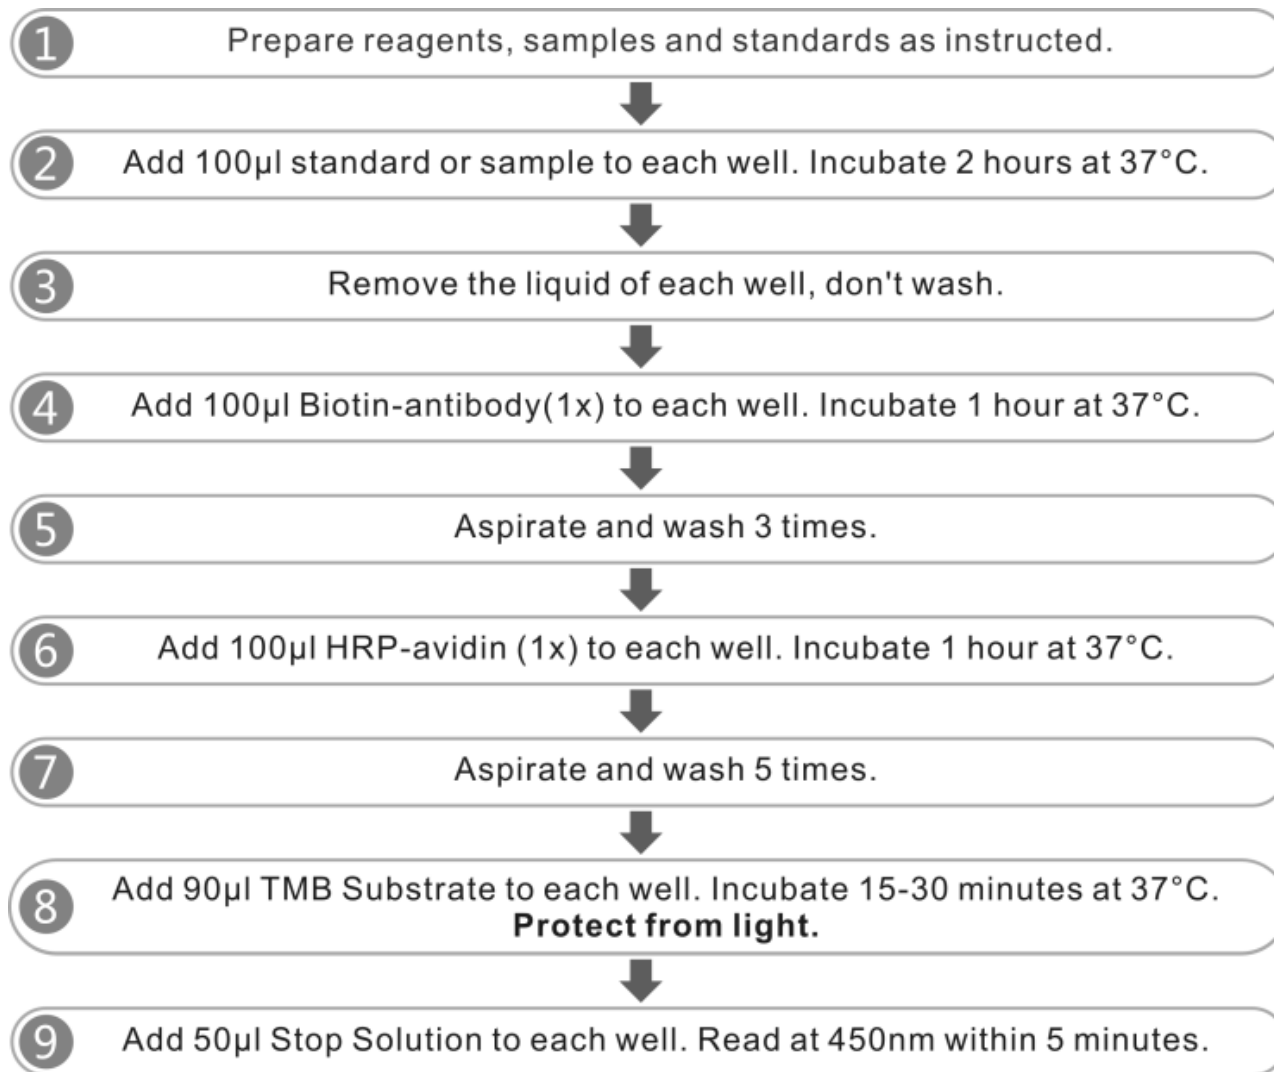 1 Prepare reagents, samples and standards as instructed.
2 Add 100µl standard or sample to each well. Incubate 2 hours at 37°C.
3 Remove the liquid of each well, don't wash.
4 Add 100µl Biotin-antibody(1x) to each well. Incubate 1 hour at 37°C.
5 Aspirate and wash 3 times.
6 Add 100µl HRP-avidin (1x) to each well. Incubate 1 hour at 37°C.
7 Aspirate and wash 5 times.
8 Add 90µl TMB Substrate to each well. Incubate 15-30 minutes at 37°C.
Protect from light.
9 Add 50µl Stop Solution to each well. Read at 450nm within 5 minutes.